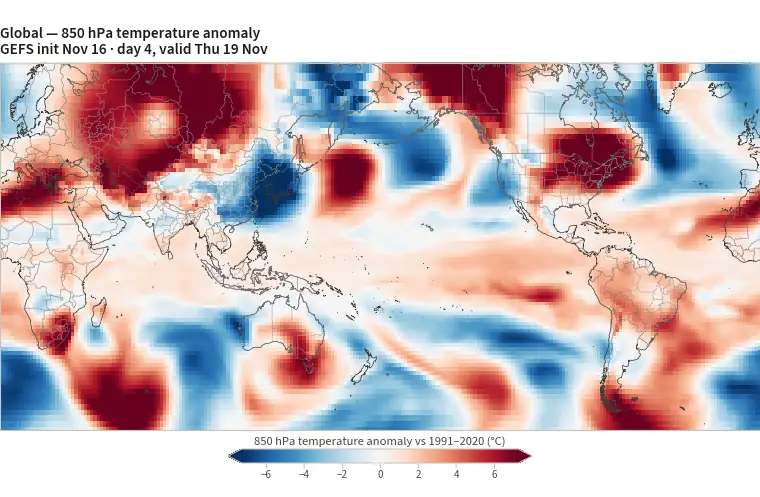 Global — 850 hPa temperature anomaly
GEFS init Nov 16 · day 4, valid Thu 19 Nov
850 hPa temperature anomaly vs 1991–2020 (°C)
−6 −4 −2 0 2 4 6